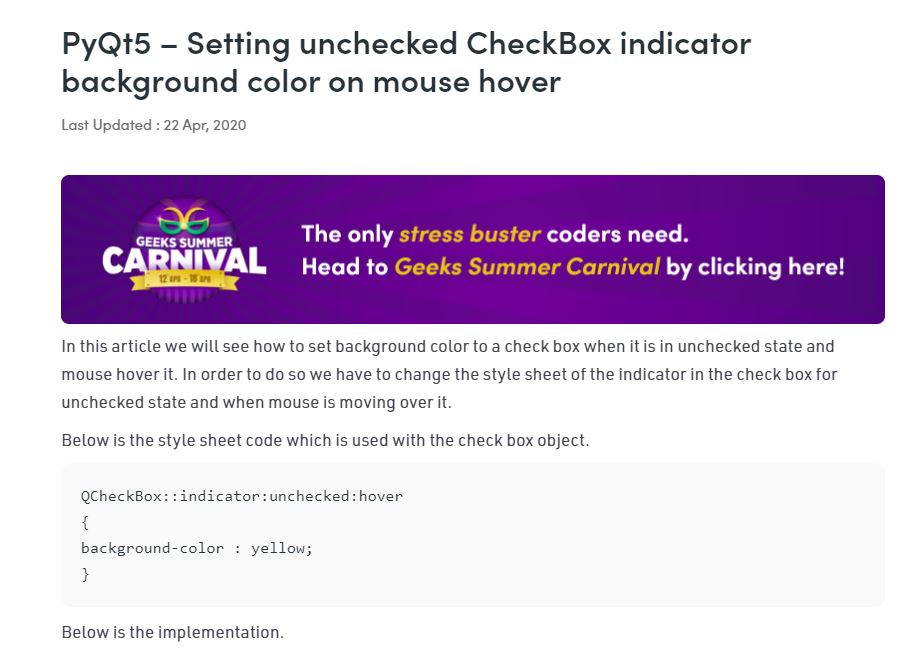 PyQt5 – Setting unchecked CheckBox indicator
background color on mouse hover
Last Updated : 22 Apr, 2020
GEEKS SUMMER
CARNIVAL
12 APR - 18 APR
The only stress buster coders need.
Head to Geeks Summer Carnival by clicking here!
In this article we will see how to set background color to a check box when it is in unchecked state and
mouse hover it. In order to do so we have to change the style sheet of the indicator in the check box for
unchecked state and when mouse is moving over it.
Below is the style sheet code which is used with the check box object.
QCheckBox::indicator:unchecked:hover
{
background-color : yellow;
}
Below is the implementation.